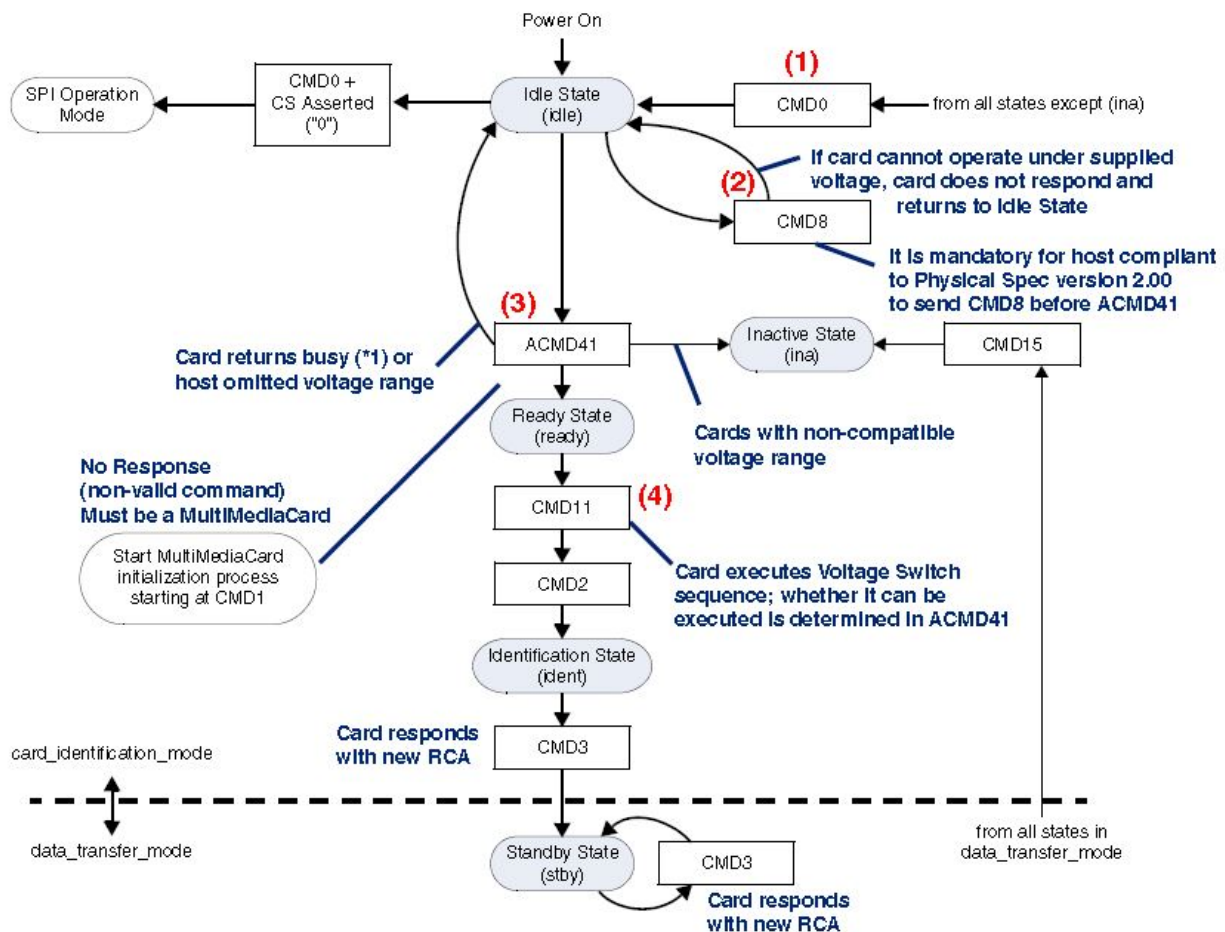 Power On
(1)
SPI Operation
Mode
CMD0 +
CS Asserted
("0")
Idle State
(idle)
CMD0
from all states except (ina)
If card cannot operate under supplied
voltage, card does not respond and
returns to Idle State
(2)
CMD8
It is mandatory for host compliant
to Physical Spec version 2.00
to send CMD8 before ACMD41
(3)
ACMD41
Inactive State
(ina)
CMD15
Card returns busy (*1) or
host omitted voltage range
Ready State
(ready)
Cards with non-compatible
voltage range
No Response
(non-valid command)
Must be a MultiMediaCard
CMD11
(4)
Start MultiMediaCard
initialization process
starting at CMD1
CMD2
Card executes Voltage Switch
sequence; whether it can be
executed is determined in ACMD41
Identification State
(ident)
Card responds
with new RCA
CMD3
card_identification_mode
data_transfer_mode
from all states in
data_transfer_mode
Standby State
(stby)
CMD3
Card responds
with new RCA